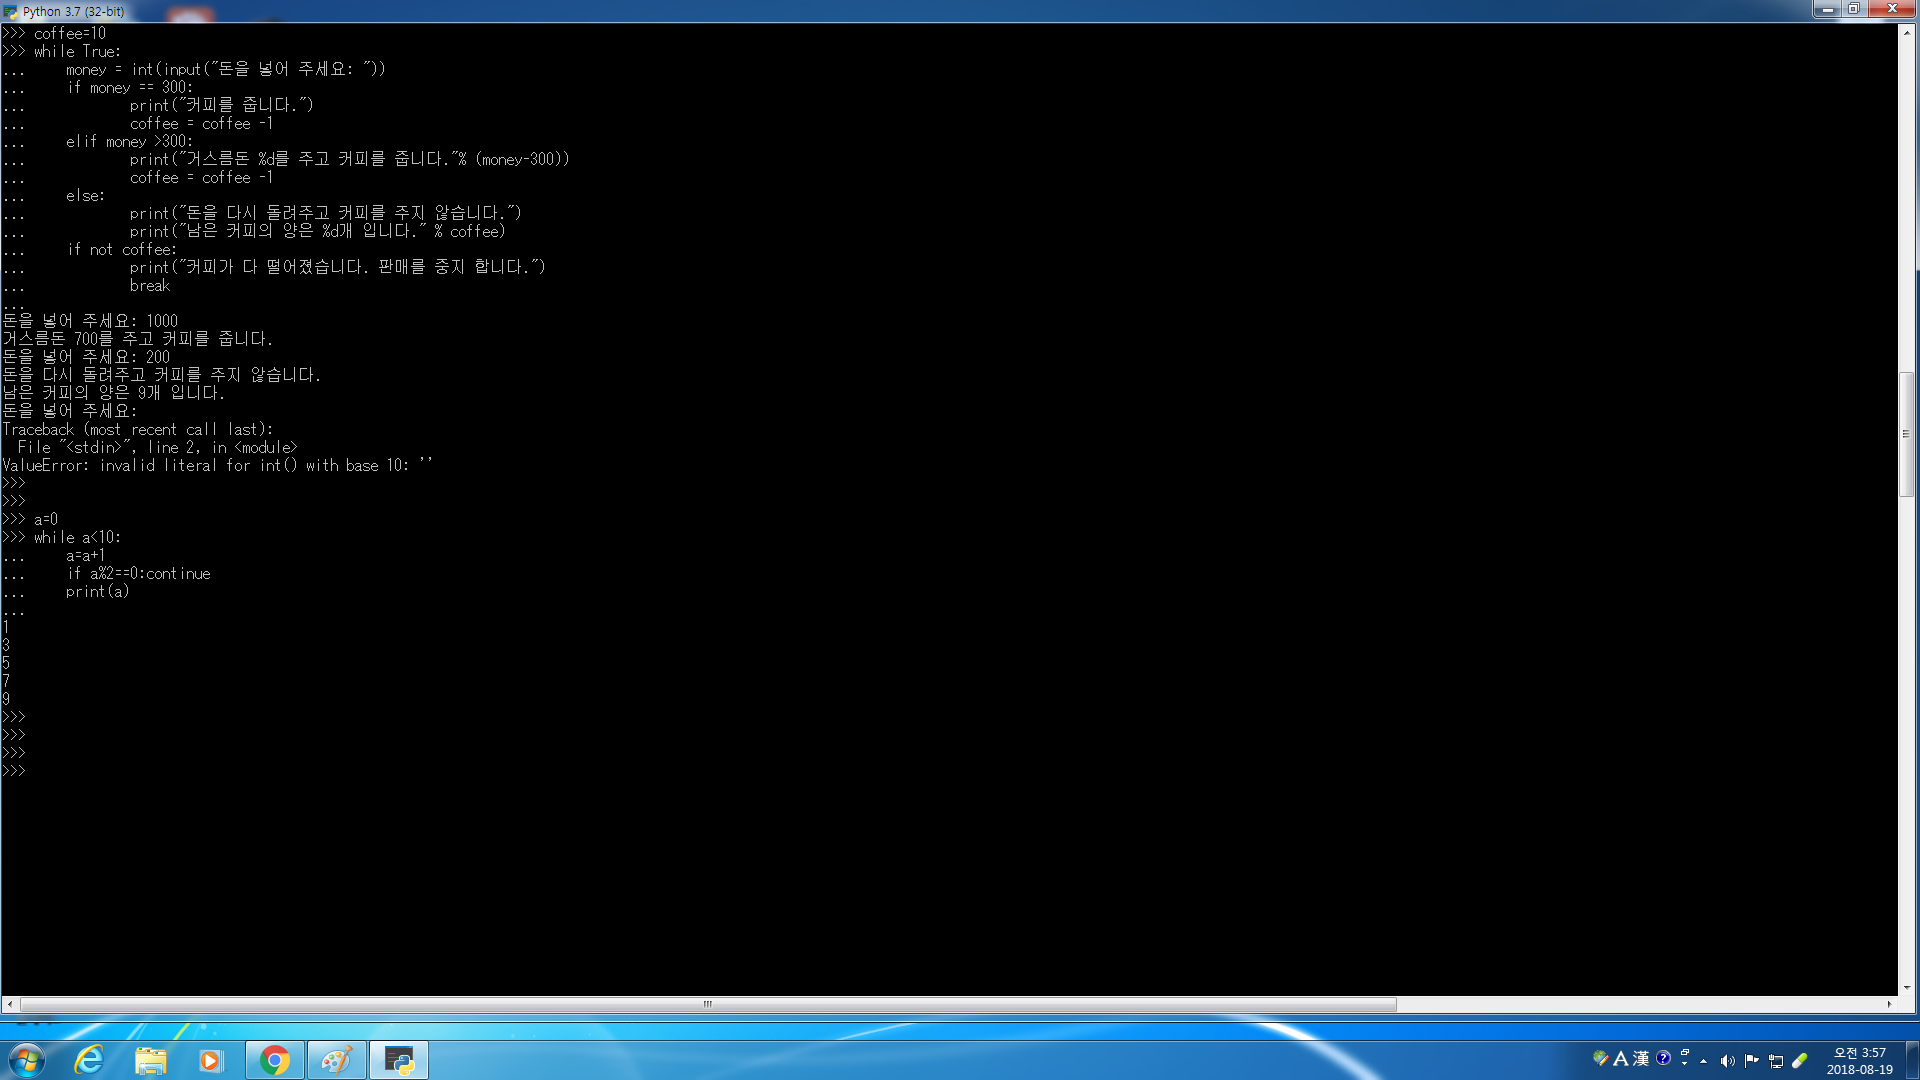 Python 3.7 (32-bit)
>>> coffee=10
>>> while True:
...     money = int(input("돈을 넣어 주세요: "))
...     if money == 300:
...             print("커피를 줍니다.")
...             coffee = coffee -1
...     elif money >300:
...             print("거스름돈 %d를 주고 커피를 줍니다."% (money-300))
...             coffee = coffee -1
...     else:
...             print("돈을 다시 돌려주고 커피를 주지 않습니다.")
...             print("남은 커피의 양은 %d개 입니다." % coffee)
...     if not coffee:
...             print("커피가 다 떨어졌습니다. 판매를 중지 합니다.")
...             break
...
돈을 넣어 주세요: 1000
거스름돈 700를 주고 커피를 줍니다.
돈을 넣어 주세요: 200
돈을 다시 돌려주고 커피를 주지 않습니다.
남은 커피의 양은 9개 입니다.
돈을 넣어 주세요:
Traceback (most recent call last):
  File "<stdin>", line 2, in <module>
ValueError: invalid literal for int() with base 10: ''
>>>
>>>
>>> a=0
>>> while a<10:
...     a=a+1
...     if a%2==0:continue
...     print(a)
...
1
3
5
7
9
>>>
>>>
>>>
>>>
A 漢
오전 3:57
2018-08-19